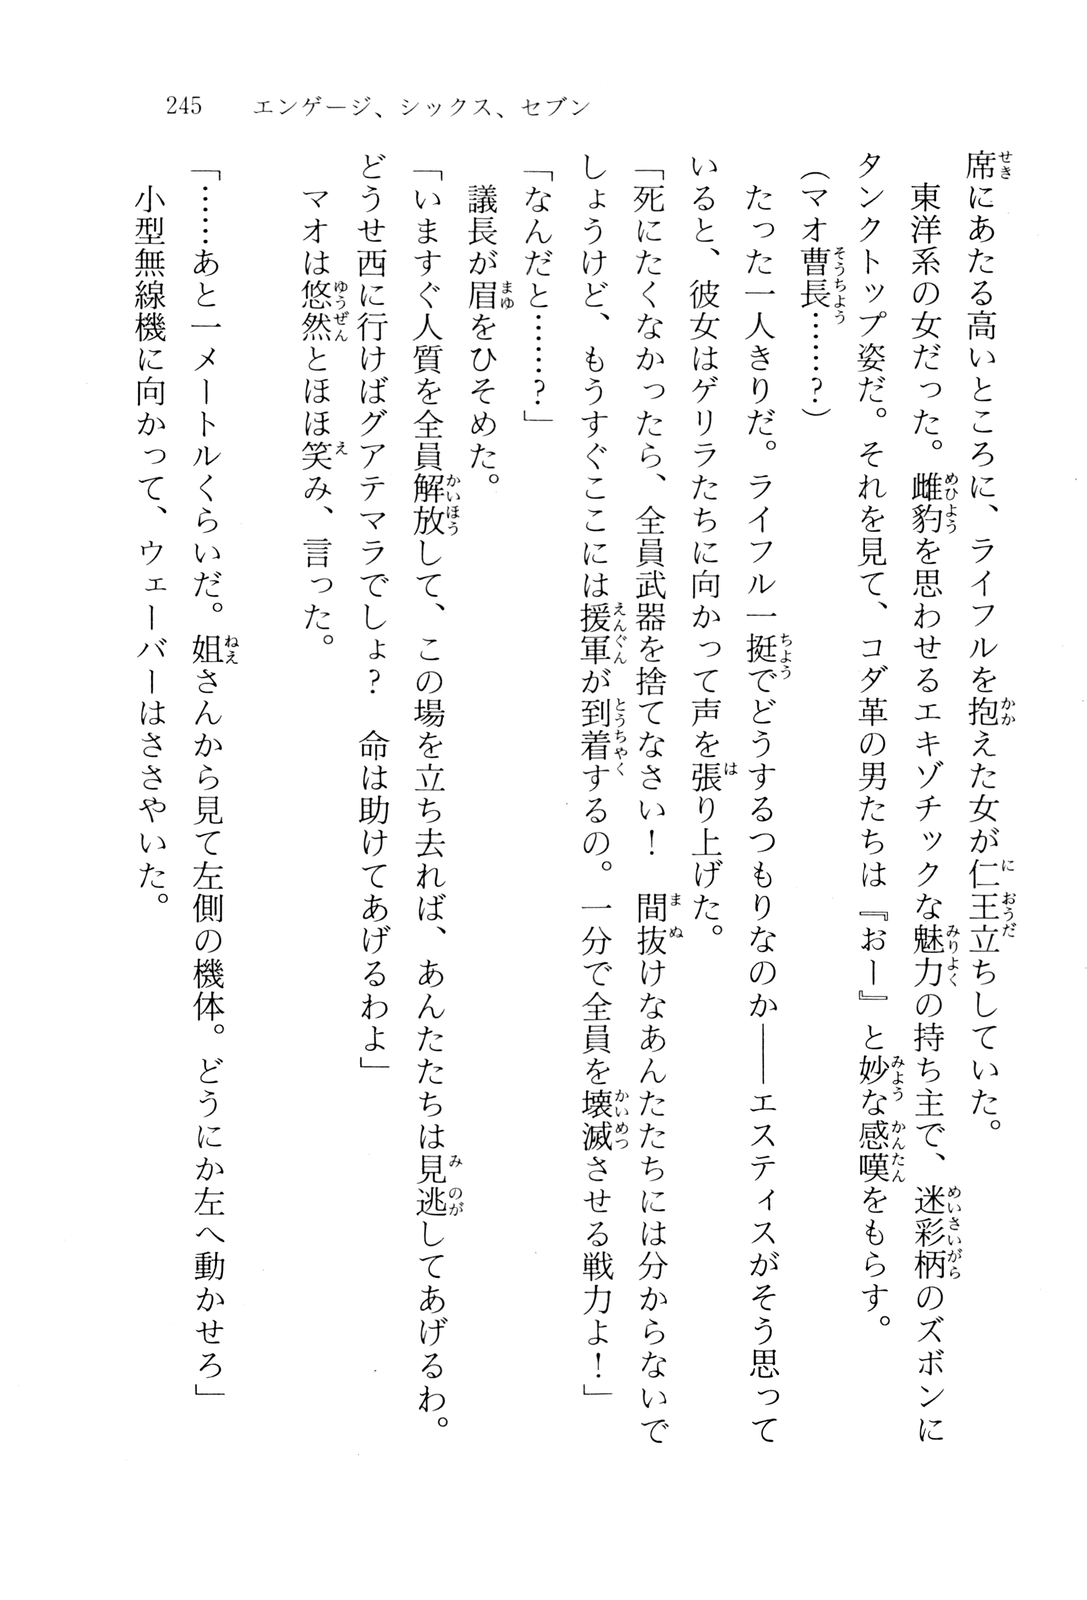 245 エンゲージ、シックス、セブン
席にあたる高いところに、ライフルを抱えた女が仁王立ちしていた。
東洋系の女だった。雌豹を思わせるエキゾチックな魅力の持ち主で、迷彩柄のズボンに
タンクトップ姿だ。それを見て、コダ革の男たちは『おー』と妙な感嘆をもらす。
（マオ曹長……？）
たった一人きりだ。ライフル一挺でどうするつもりなのか――エスティスがそう思って
いると、彼女はゲリラたちに向かって声を張り上げた。
「死にたくなかったら、全員武器を捨てなさい！　間抜けなあんたたちには分からないで
しょうけど、もうすぐここには援軍が到着するの。一分で全員を壊滅させる戦力よ！」
「なんだと……？」
議長が眉をひそめた。
「いますぐ人質を全員解放して、この場を立ち去れば、あんたたちは見逃してあげるわ。
どうせ西に行けばグアテマラでしょ？　命は助けてあげるわよ」
マオは悠然とほほ笑み、言った。
「……あと一メートルくらいだ。姐さんから見て左側の機体。どうにか左へ動かせろ」
小型無線機に向かって、ウェーバーはささやいた。